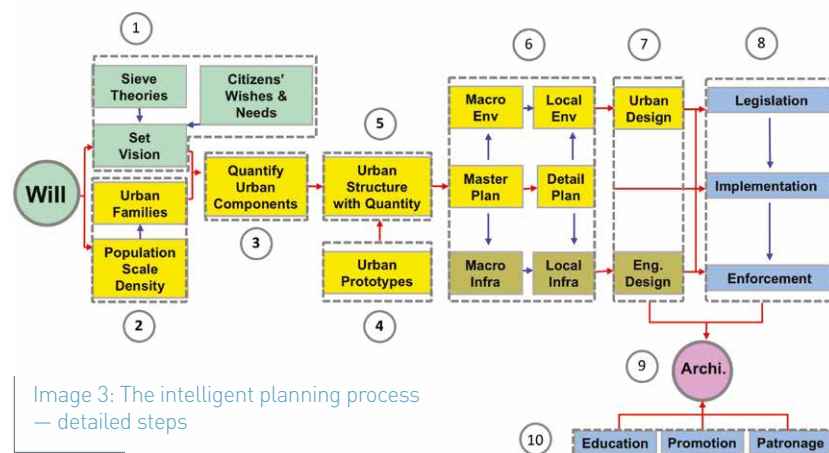 1
Sieve
Theories
Citizens'
Wishes &
Needs
Set
Vision
Will
Urban
Families
Population
Scale
Density
2
Quantify
Urban
Components
3
5
Urban
Structure
with Quantity
Urban
Prototypes
4
6
Macro
Env
Local
Env
Master
Plan
Detail
Plan
Macro
Infra
Local
Infra
7
Urban
Design
Eng.
Design
8
Legislation
Implementation
Enforcement
9
Archi.
10
Education
Promotion
Patronage
Image 3: The intelligent planning process
— detailed steps